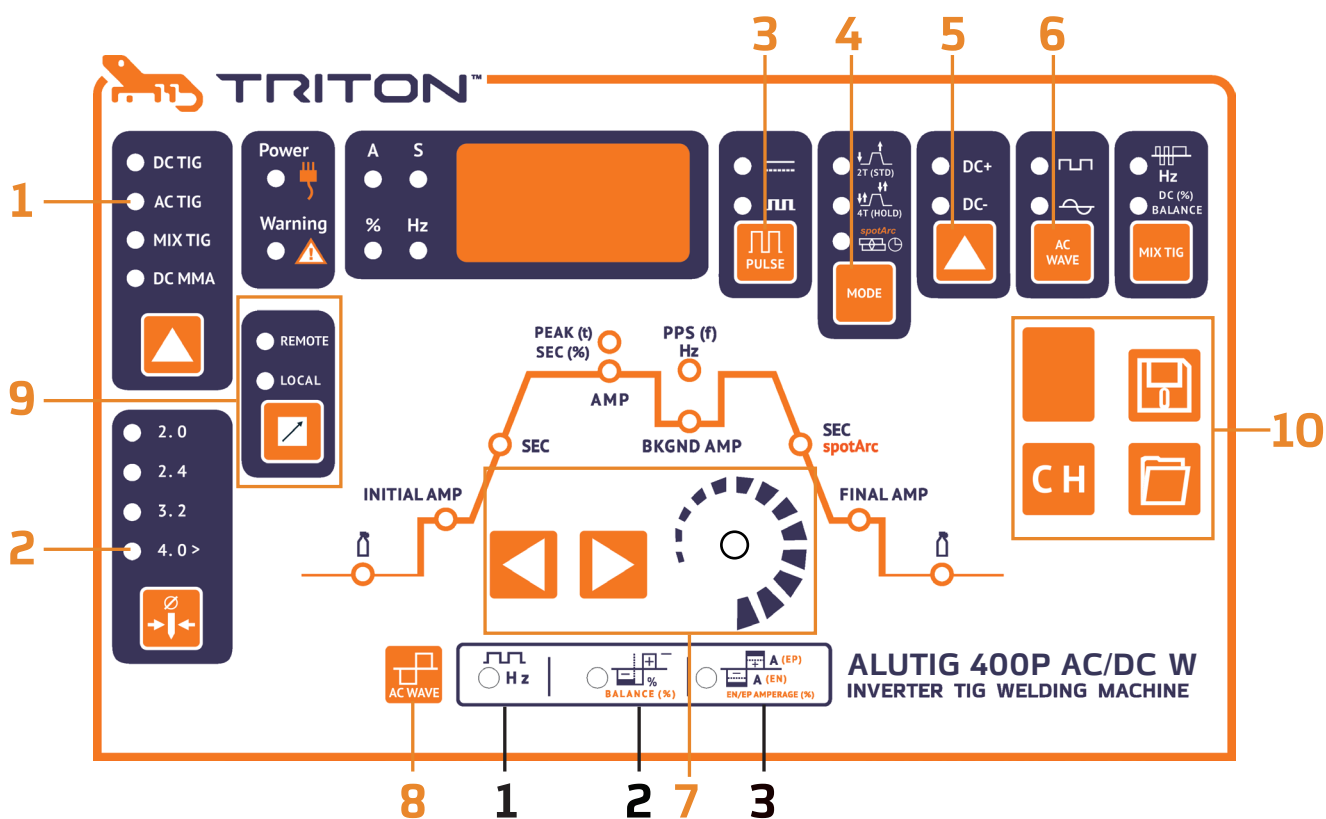 3 4 5 6
TRITON™
DC TIG
AC TIG
MIX TIG
DC MMA
1
Power
Warning
A S
% Hz
PULSE
2T (STD)
4T (HOLD)
spotArc
MODE
DC+
DC-
AC
WAVE
Hz
DC (%)
BALANCE
MIX TIG
9
REMOTE
LOCAL
2
2.0
2.4
3.2
4.0>
Ø
PEAK (t)
SEC (%)
AMP
PPS (f)
Hz
BKGND AMP
SEC
SEC
spotArc
INITIAL AMP
FINAL AMP
CH
10
AC WAVE
Hz
%
BALANCE (%)
A (EP)
A (EN)
EN/EP AMPERAGE (%)
ALUTIG 400P AC/DC W
INVERTER TIG WELDING MACHINE
8 1 2 7 3